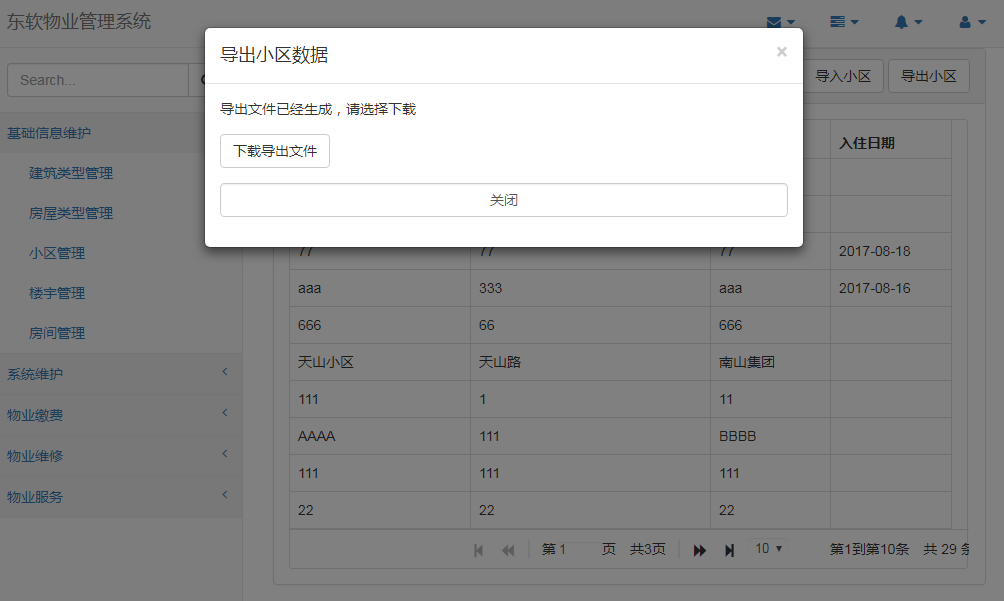 东软物业管理系统
导出小区数据
×
导出文件已经生成，请选择下载
下载导出文件
关闭
Search...
导入小区
导出小区
基础信息维护
建筑类型管理
房屋类型管理
小区管理
楼宇管理
房间管理
系统维护
物业缴费
物业维修
物业服务
入住日期
77 77 77 2017-08-18
aaa 333 aaa 2017-08-16
666 66 666
天山小区 天山路 南山集团
111 1 11
AAAA 111 BBBB
111 111 111
22 22 22
第 1 页 共3页 10 第1到第10条 共 29 条